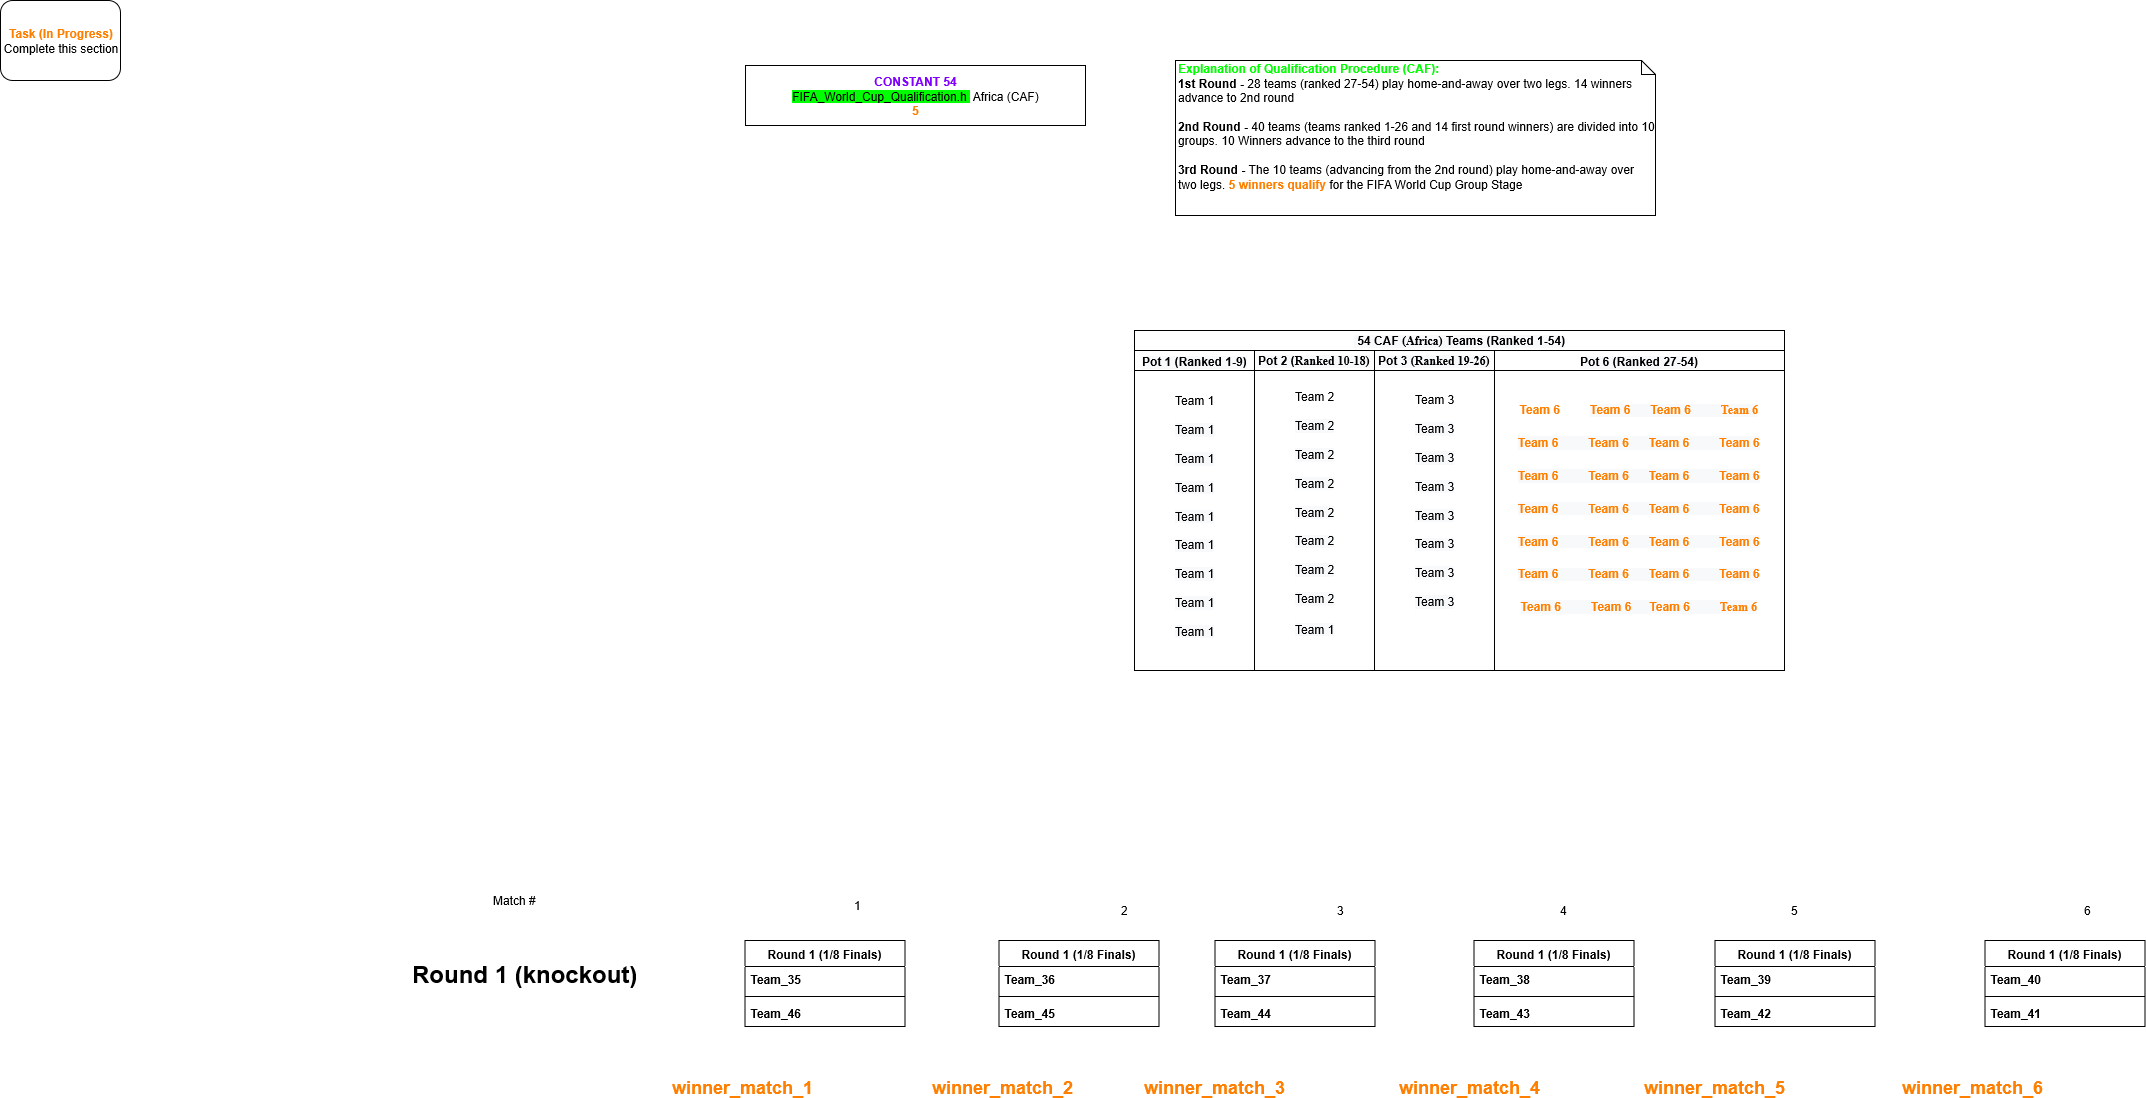 Task (In Progress)
Complete this section
CONSTANT 54
FIFA_World_Cup_Qualification.h Africa (CAF)
5
Explanation of Qualification Procedure (CAF):
1st Round - 28 teams (ranked 27-54) play home-and-away over two legs. 14 winners
advance to 2nd round
2nd Round - 40 teams (teams ranked 1-26 and 14 first round winners) are divided into 10
groups. 10 Winners advance to the third round
3rd Round - The 10 teams (advancing from the 2nd round) play home-and-away over
two legs. 5 winners qualify for the FIFA World Cup Group Stage
54 CAF (Africa) Teams (Ranked 1-54)
Pot 1 (Ranked 1-9) Pot 2 (Ranked 10-18) Pot 3 (Ranked 19-26) Pot 6 (Ranked 27-54)
Team 1 Team 2 Team 3 Team 6 Team 6 Team 6 Team 6
Team 1 Team 2 Team 3 Team 6 Team 6 Team 6 Team 6
Team 1 Team 2 Team 3 Team 6 Team 6 Team 6 Team 6
Team 1 Team 2 Team 3 Team 6 Team 6 Team 6 Team 6
Team 1 Team 2 Team 3 Team 6 Team 6 Team 6 Team 6
Team 1 Team 2 Team 3 Team 6 Team 6 Team 6 Team 6
Team 1 Team 2 Team 3 Team 6 Team 6 Team 6 Team 6
Team 1 Team 2 Team 3
Team 1 Team 1
Match # 1 2 3 4 5 6
Round 1 (1/8 Finals) Round 1 (1/8 Finals) Round 1 (1/8 Finals) Round 1 (1/8 Finals) Round 1 (1/8 Finals) Round 1 (1/8 Finals)
Round 1 (knockout) Team_35 Team_36 Team_37 Team_38 Team_39 Team_40
Team_46 Team_45 Team_44 Team_43 Team_42 Team_41
winner_match_1 winner_match_2 winner_match_3 winner_match_4 winner_match_5 winner_match_6